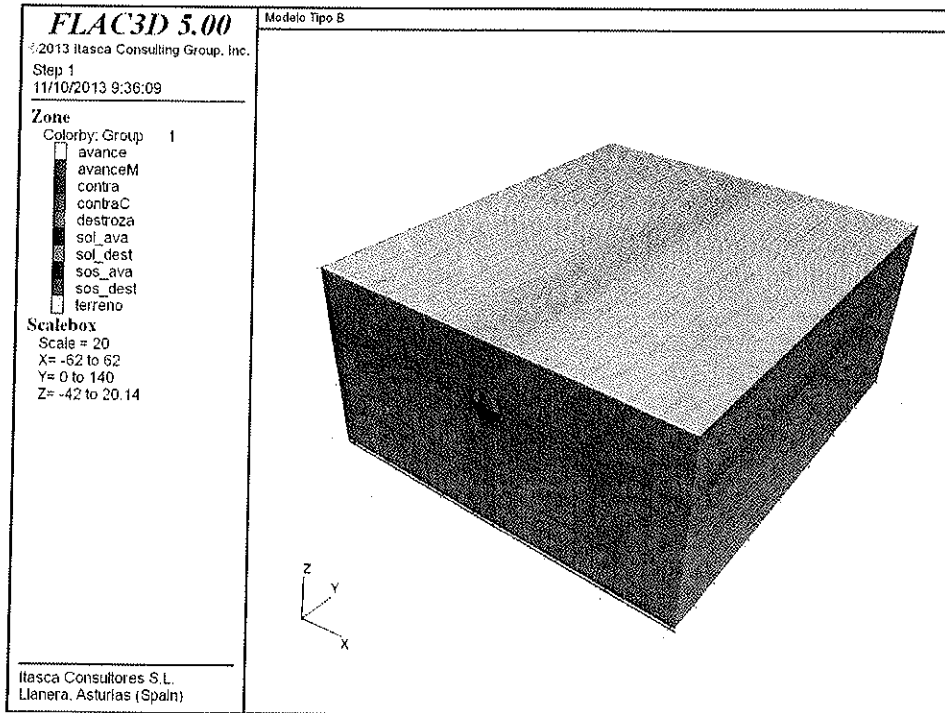 FLAC3D 5.00
©2013 Itasca Consulting Group, Inc.
Step 1
11/10/2013 9:36:09
Zone
Colorby: Group 1
avance
avanceM
contra
contraC
destroza
sol_ava
sol_dest
sos_ava
sos_dest
terreno
Scalebox
Scale = 20
X= -62 to 62
Y= 0 to 140
Z= -42 to 20.14
Itasca Consultores S.L.
Llanera, Asturias (Spain)
Modelo Tipo B
Z
Y
X